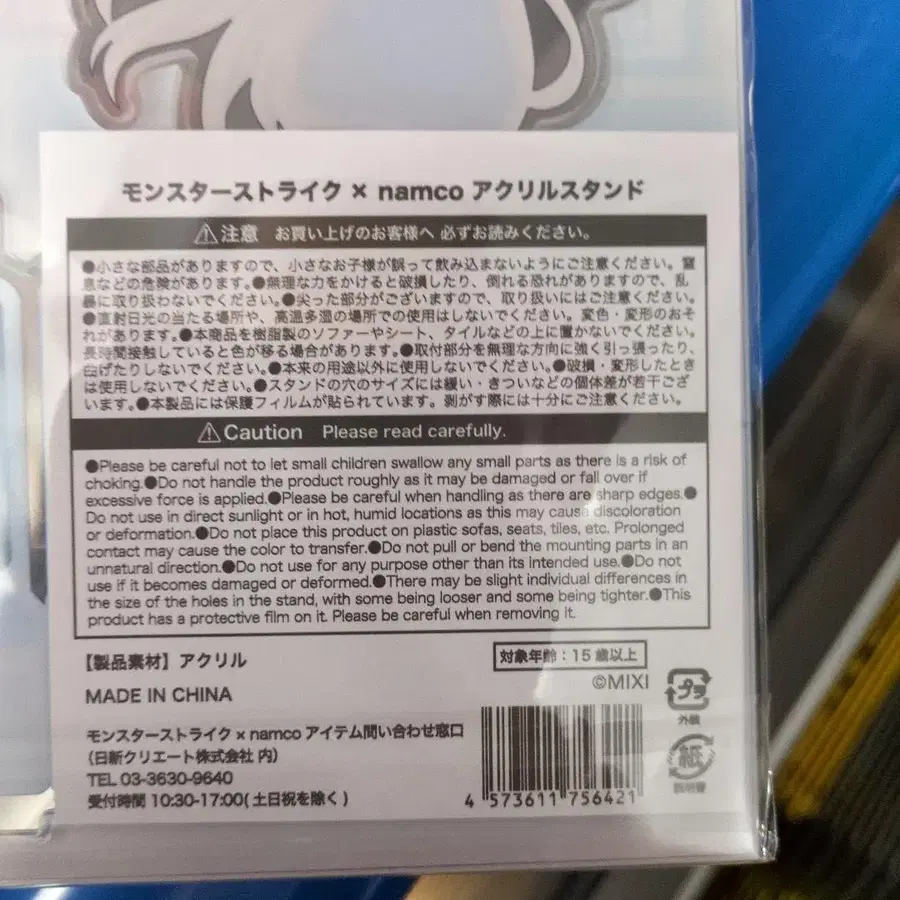 モンスターストライク × namco アクリルスタンド
⚠注意 お買い上げのお客様へ 必ずお読みください。
●小さな部品がありますので、小さなお子様が誤って飲み込まないようにご注意ください。窒
息などの危険があります。●無理な力をかけると破損したり、倒れる恐れがありますので、乱
暴に取り扱わないでください。●尖った部分がございますので、取り扱いにはご注意ください。
●直射日光の当たる場所や、高温多湿の場所での使用はしないでください。変色・変形のおそ
れがあります。●本商品を樹脂製のソファーやシート、タイルなどの上に置かないでください。
長時間接触していると色が移る場合があります。●取付部分を無理な方向に強く引っ張ったり、
曲げたりしないでください。●本来の用途以外に使用しないでください。●破損・変形したとき
は使用しないでください。●スタンドの穴のサイズには緩い・きついなどの個体差が若干ござ
います。●本製品には保護フィルムが貼られています。剥がす際には十分にご注意ください。
⚠Caution Please read carefully.
●Please be careful not to let small children swallow any small parts as there is a risk of
choking.●Do not handle the product roughly as it may be damaged or fall over if
excessive force is applied.●Please be careful when handling as there are sharp edges.●
Do not use in direct sunlight or in hot, humid locations as this may cause discoloration
or deformation.●Do not place this product on plastic sofas, seats, tiles, etc. Prolonged
contact may cause the color to transfer.●Do not pull or bend the mounting parts in an
unnatural direction.●Do not use for any purpose other than its intended use.●Do not
use if it becomes damaged or deformed.●There may be slight individual differences in
the size of the holes in the stand, with some being looser and some being tighter.●This
product has a protective film on it. Please be careful when removing it.
【製品素材】アクリル
対象年齢：15歳以上
©MIXI
MADE IN CHINA
プラ
外装
モンスターストライク × namco アイテム問い合わせ窓口
(日新クリエート株式会社 内)
TEL 03-3630-9640
受付時間 10:30-17:00(土日祝を除く)
紙
説明書
4 573611 756421